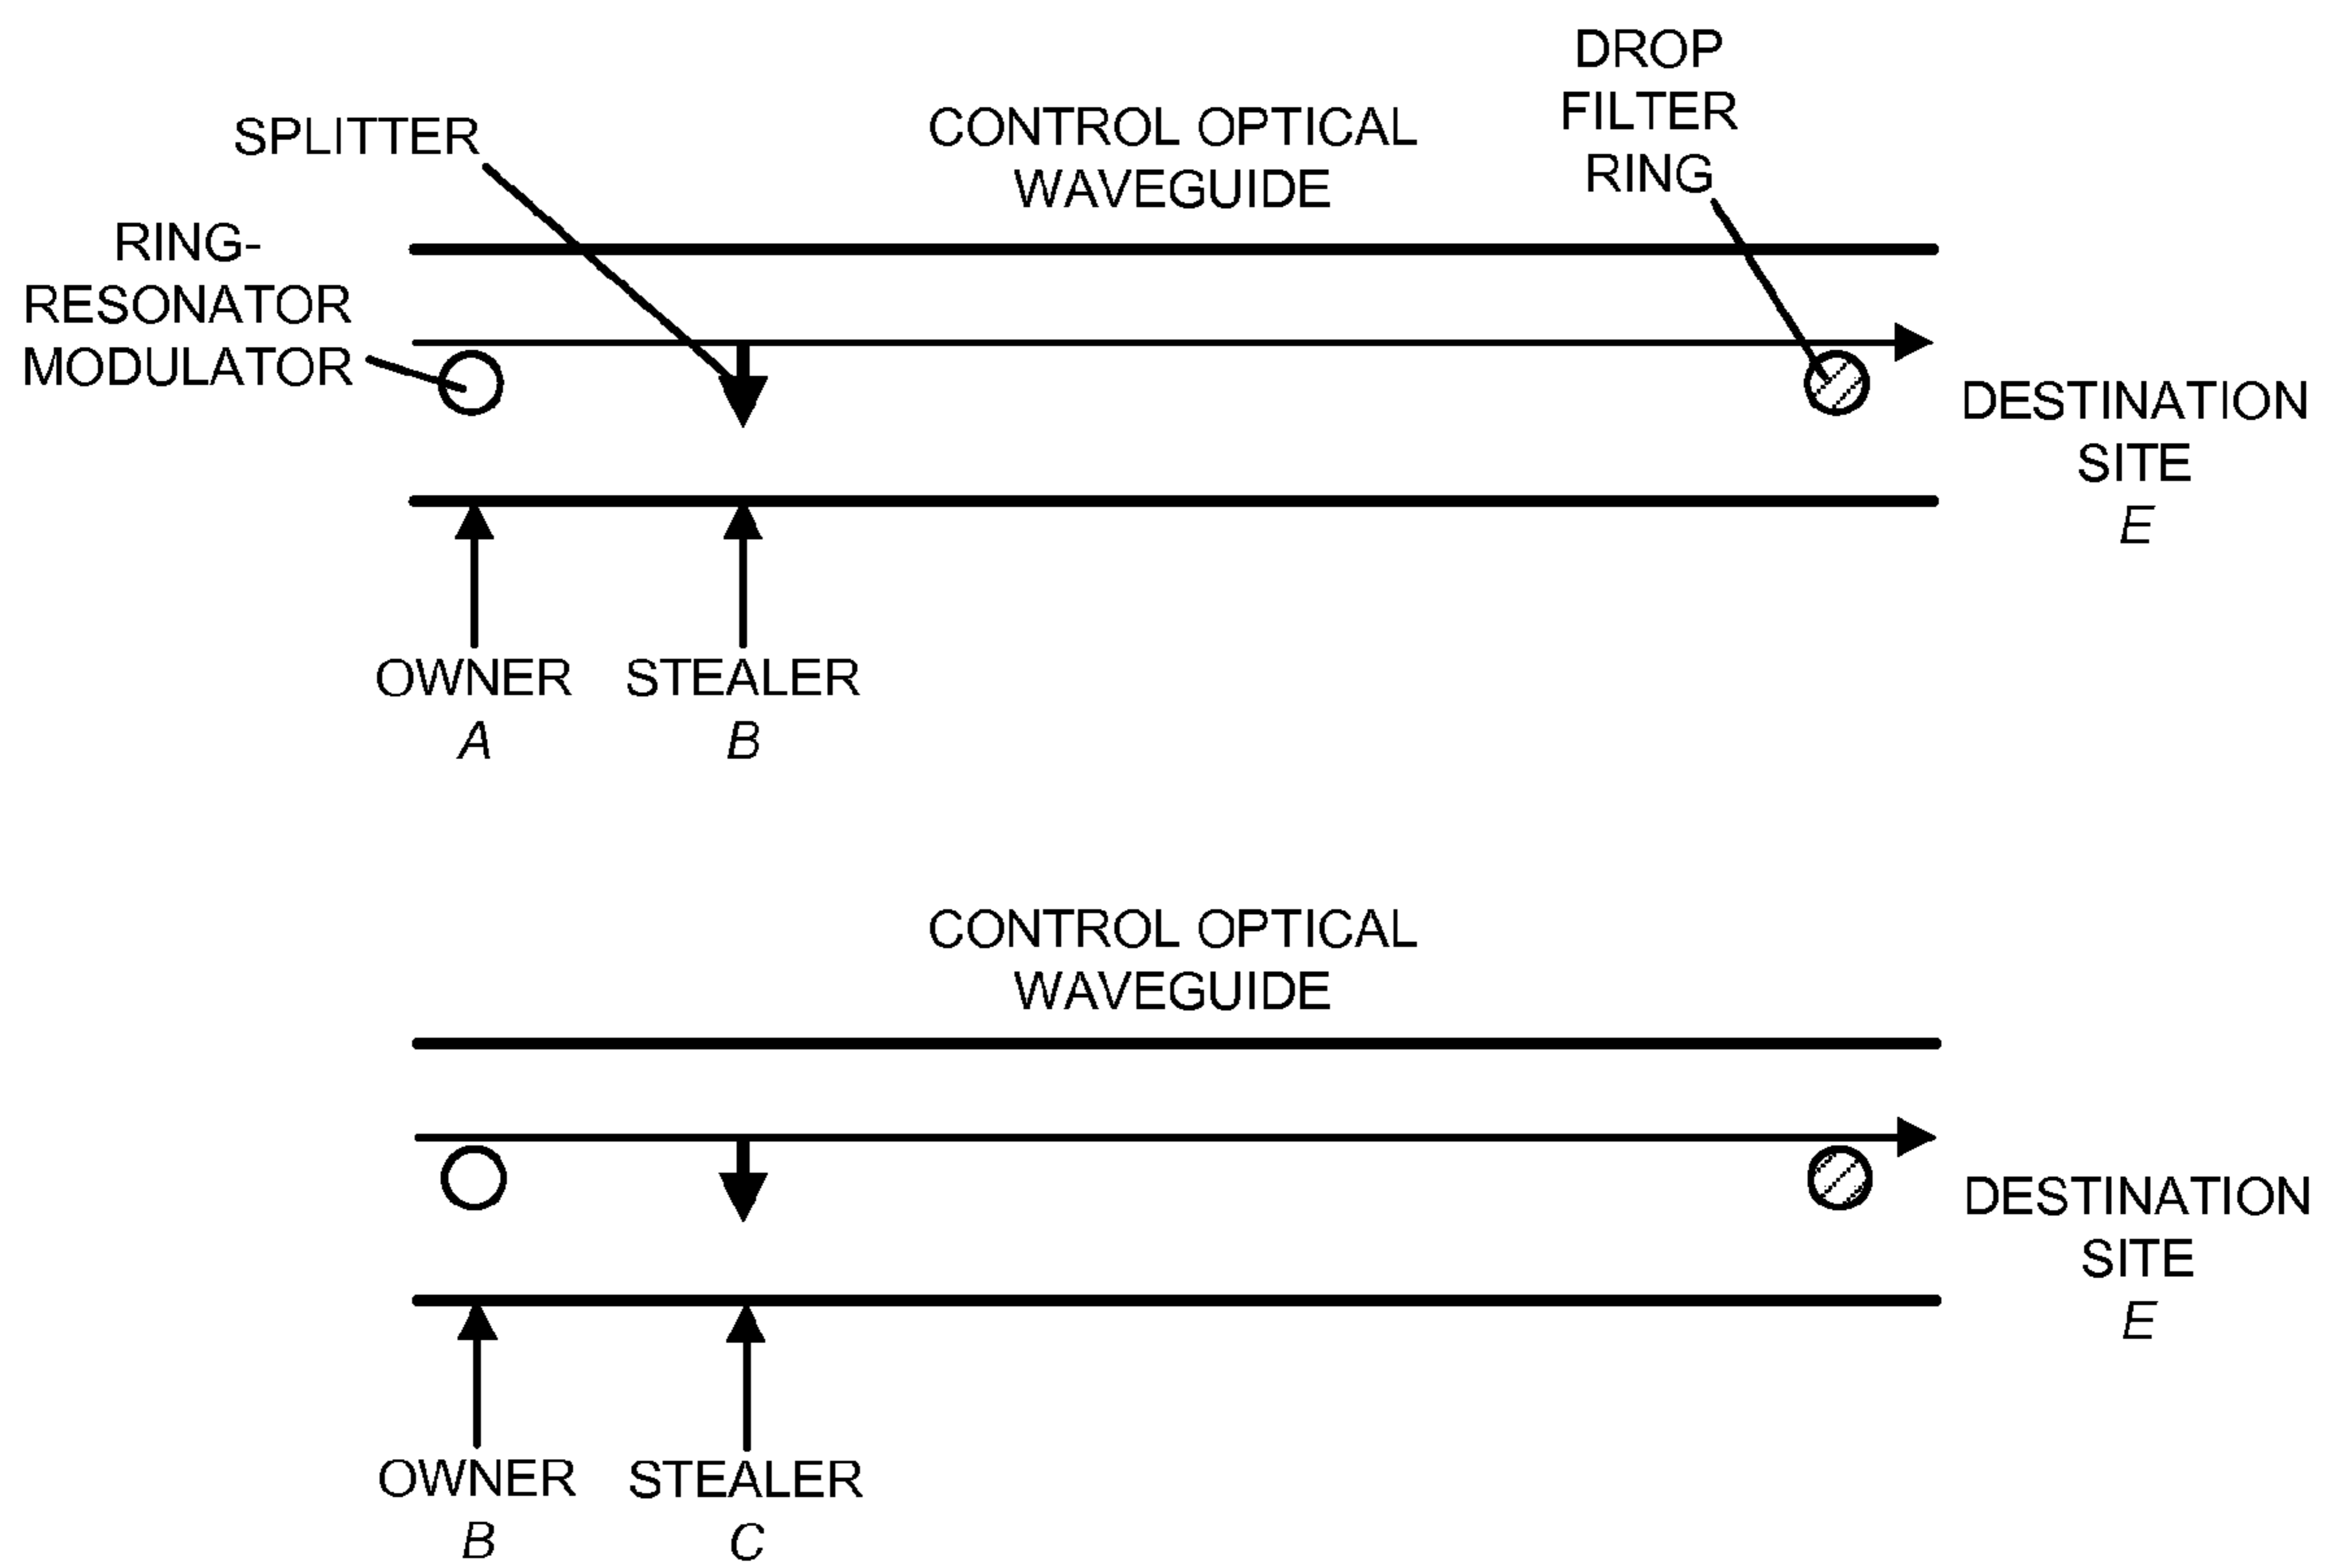 DROP
FILTER
RING
SPLITTER
CONTROL OPTICAL
WAVEGUIDE
RING-
RESONATOR
MODULATOR
DESTINATION
SITE
E
OWNER
A
STEALER
B
CONTROL OPTICAL
WAVEGUIDE
DESTINATION
SITE
E
OWNER
B
STEALER
C